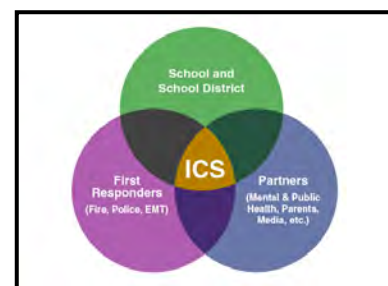 School and
School District
ICS
First
Responders
(Fire, Police, EMT)
Partners
(Mental & Public
Health, Parents,
Media, etc.)